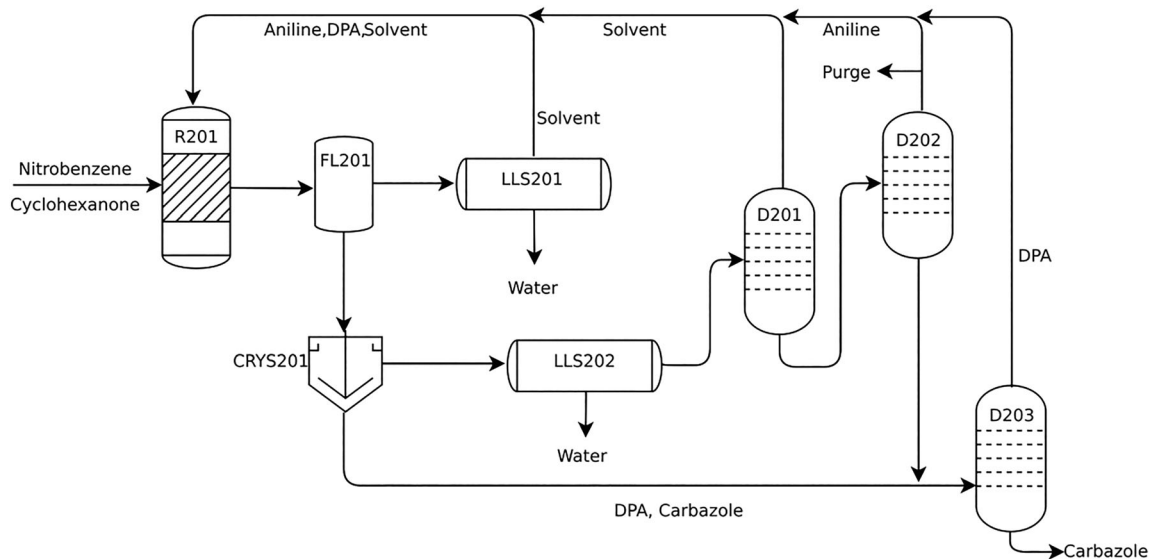 Aniline,DPA,Solvent
Solvent
Aniline
Purge
Solvent
R201
FL201
LLS201
D202
Nitrobenzene
Cyclohexanone
D201
DPA
Water
CRYS201
LLS202
D203
Water
DPA, Carbazole
Carbazole